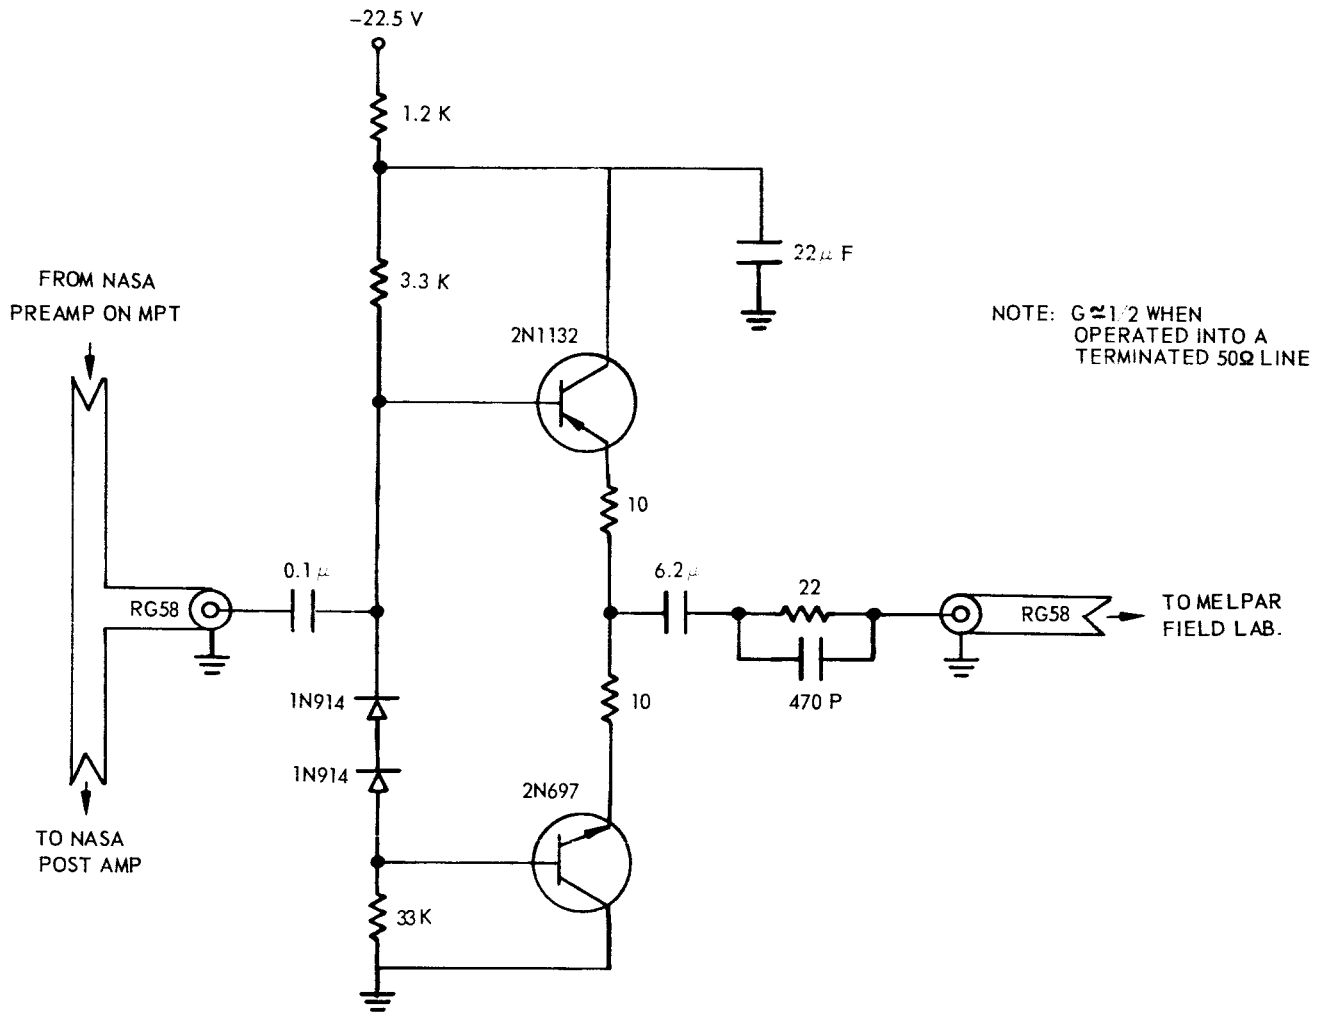 -22.5 V
1.2 K
3.3 K
22μ F
FROM NASA
PREAMP ON MPT
2N1132
NOTE: G≃1/2 WHEN
OPERATED INTO A
TERMINATED 50Ω LINE
10
RG58
0.1μ
6.2μ
22
470 P
RG58
TO MELPAR
FIELD LAB.
1N914
10
1N914
2N697
TO NASA
POST AMP
33 K